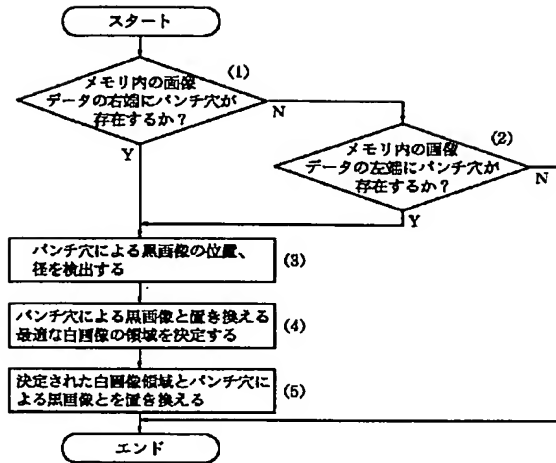 スタート
(1)
メモリ内の画像
データの右端にパンチ穴が
存在するか？
N
Y
(2)
メモリ内の画像
データの左端にパンチ穴が
存在するか？
N
Y
パンチ穴による黒画像の位置、
径を検出する
(3)
パンチ穴による黒画像と置き換える
最適な白画像の領域を決定する
(4)
決定された白画像領域とパンチ穴に
よる黒画像とを置き換える
(5)
エンド